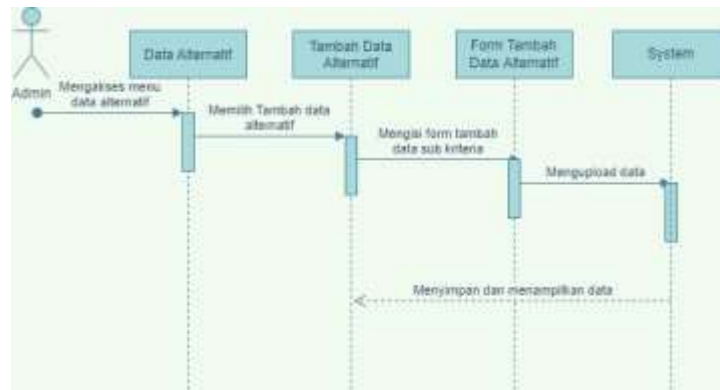 Data Alternatif
Tambah Data
Alternatif
Form Tambah
Data Alternatif
System
Admin
Mengakses menu
data alternatif
Memilih Tambah data
alternatif
Mengisi form tambah
data sub kriteria
Mengupload data
Menyimpan dan menampilkan data